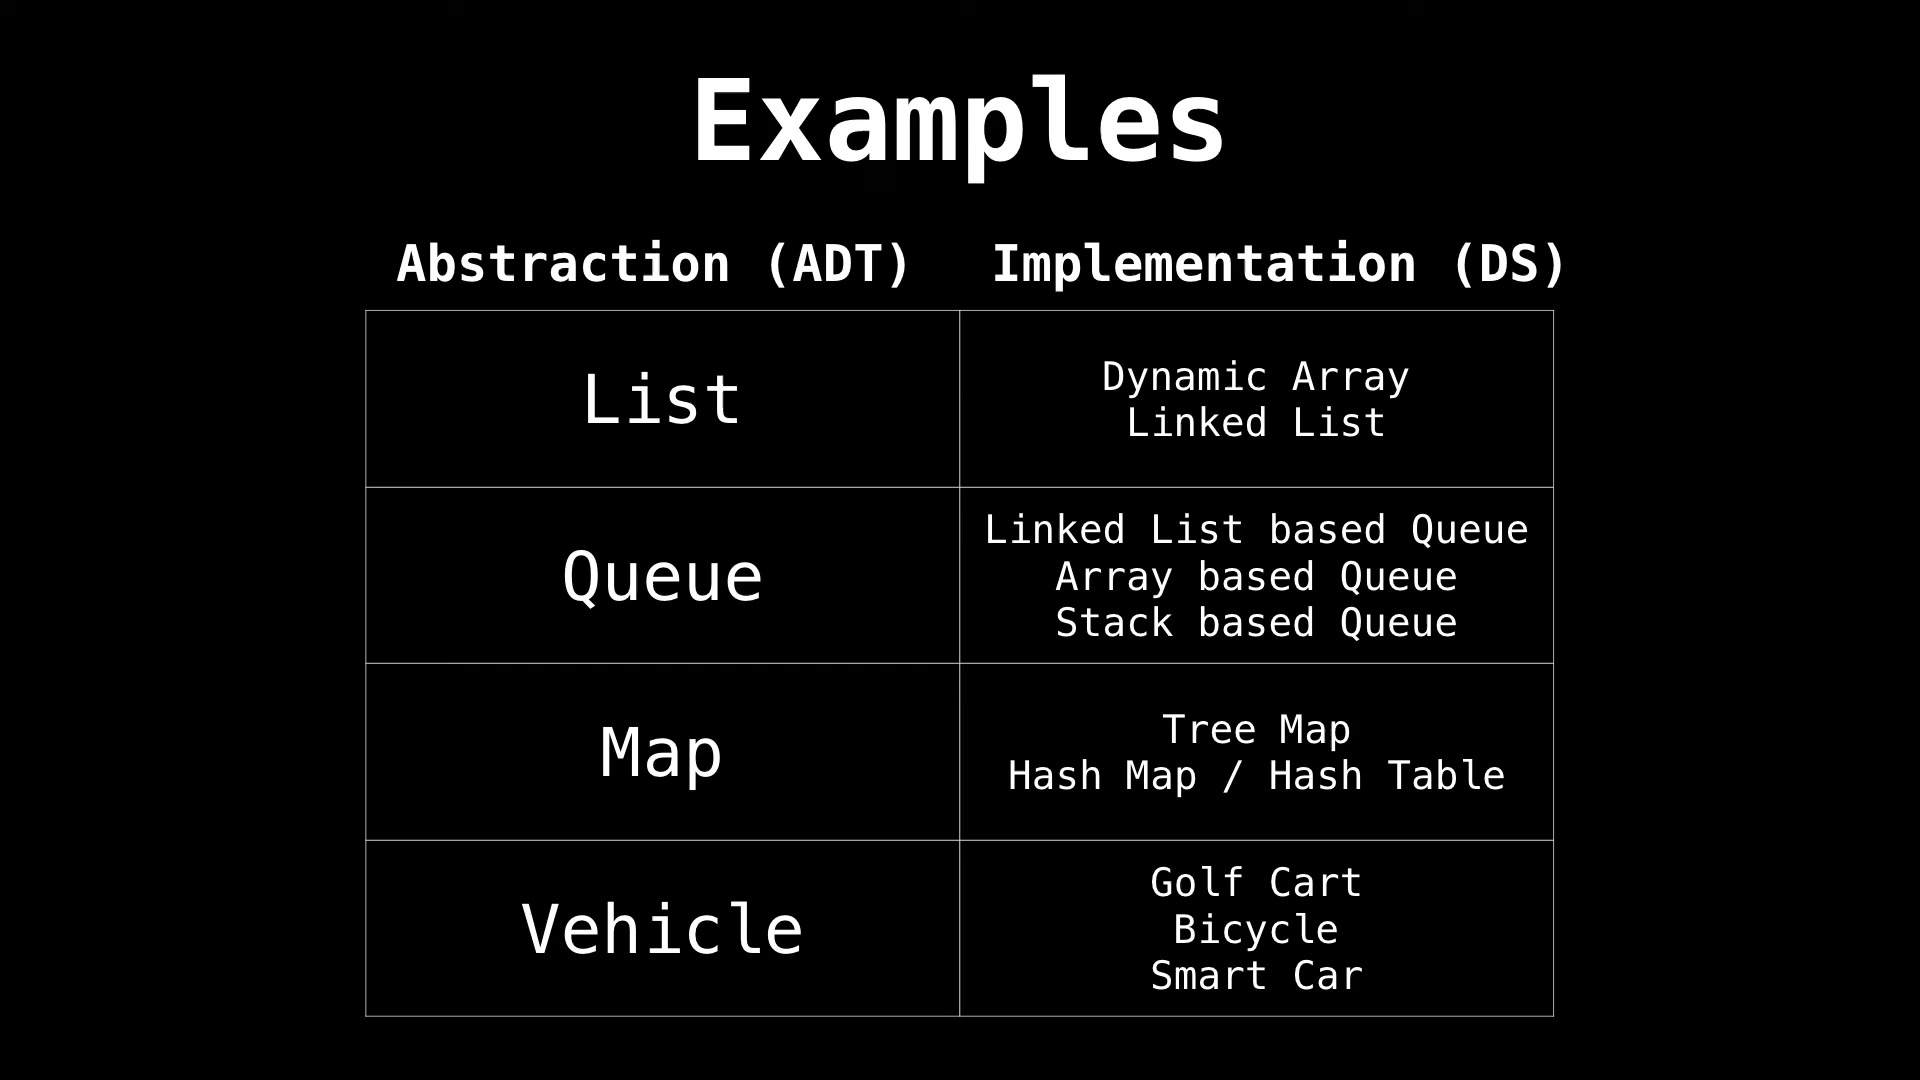 Examples
Abstraction (ADT)
Implementation (DS)
List
Dynamic Array
Linked List
Queue
Linked List based Queue
Array based Queue
Stack based Queue
Map
Tree Map
Hash Map / Hash Table
Vehicle
Golf Cart
Bicycle
Smart Car